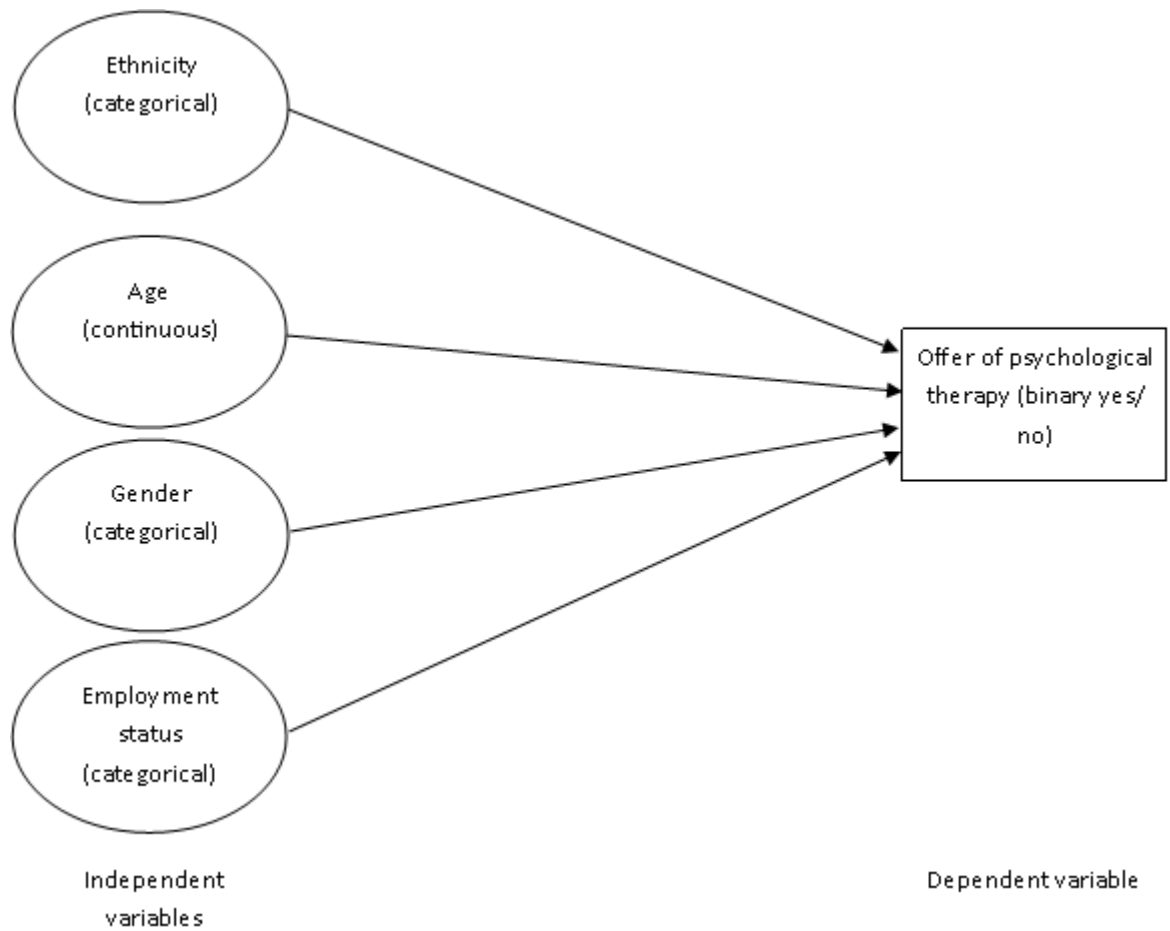 Ethnicity
(categorical)
Age
(continuous)
Gender
(categorical)
Employment
status
(categorical)
Offer of psychological
therapy (binary yes/
no)
Independent
variables
Dependent variable